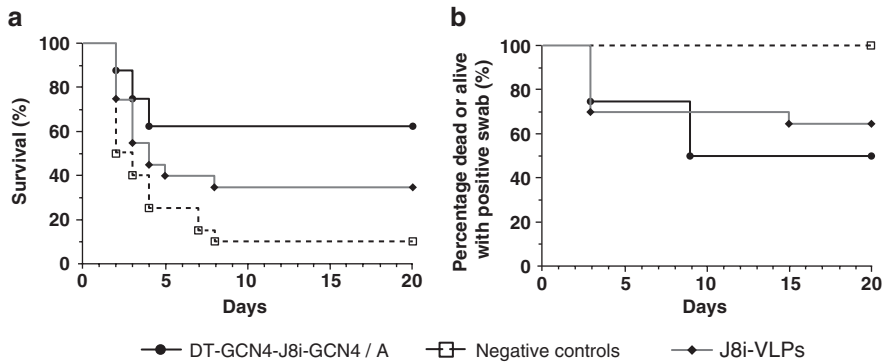 a
100
80
60
40
20
0
Survival (%)
0 5 10 15 20
Days
b
100
80
60
40
20
0
Percentage dead or alive
with positive swab (%)
0 5 10 15 20
Days
DT-GCN4-J8i-GCN4 / A Negative controls J8i-VLPs